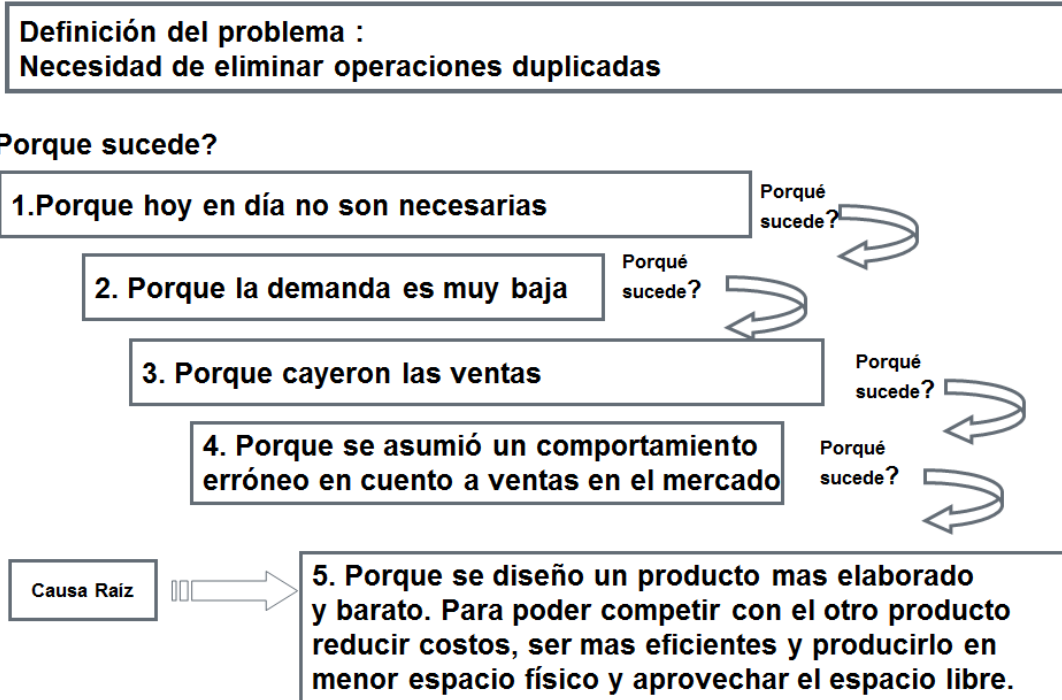 Definición del problema :
Necesidad de eliminar operaciones duplicadas
Porque sucede?
1.Porque hoy en día no son necesarias
Porqué
sucede?
2. Porque la demanda es muy baja
Porqué
sucede?
3. Porque cayeron las ventas
Porqué
sucede?
4. Porque se asumió un comportamiento
erróneo en cuento a ventas en el mercado
Porqué
sucede?
Causa Raíz
5. Porque se diseño un producto mas elaborado
y barato. Para poder competir con el otro producto
reducir costos, ser mas eficientes y producirlo en
menor espacio físico y aprovechar el espacio libre.